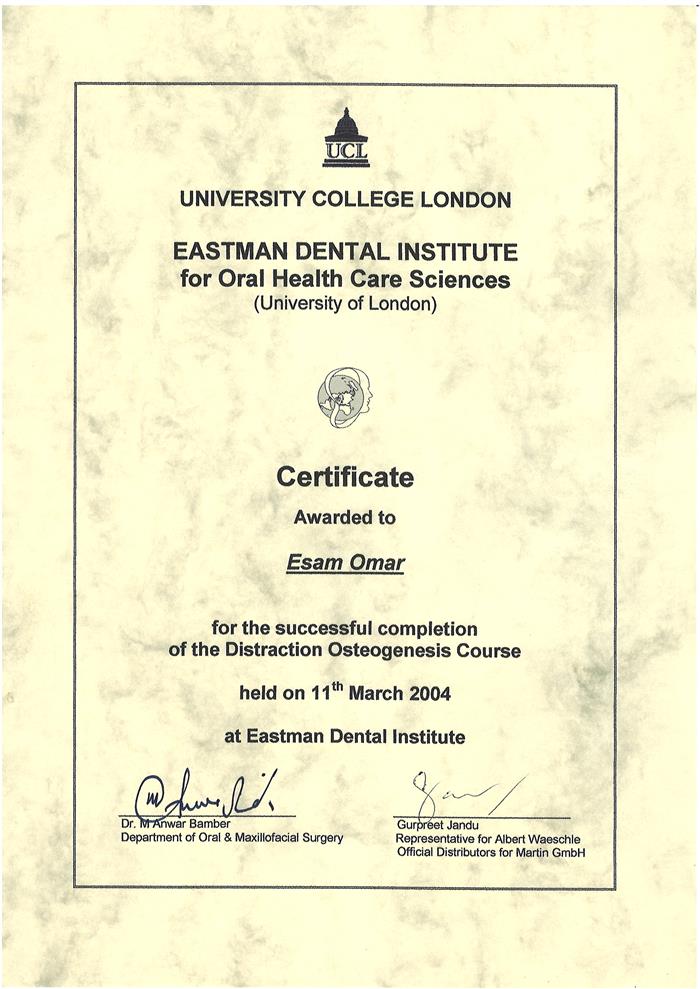 UCL
UNIVERSITY COLLEGE LONDON
EASTMAN DENTAL INSTITUTE
for Oral Health Care Sciences
(University of London)
Certificate
Awarded to
Esam Omar
for the successful completion
of the Distraction Osteogenesis Course
held on 11th March 2004
at Eastman Dental Institute
Dr. M Anwar Bamber
Department of Oral & Maxillofacial Surgery
Gurpreet Jandu
Representative for Albert Waeschle
Official Distributors for Martin GmbH